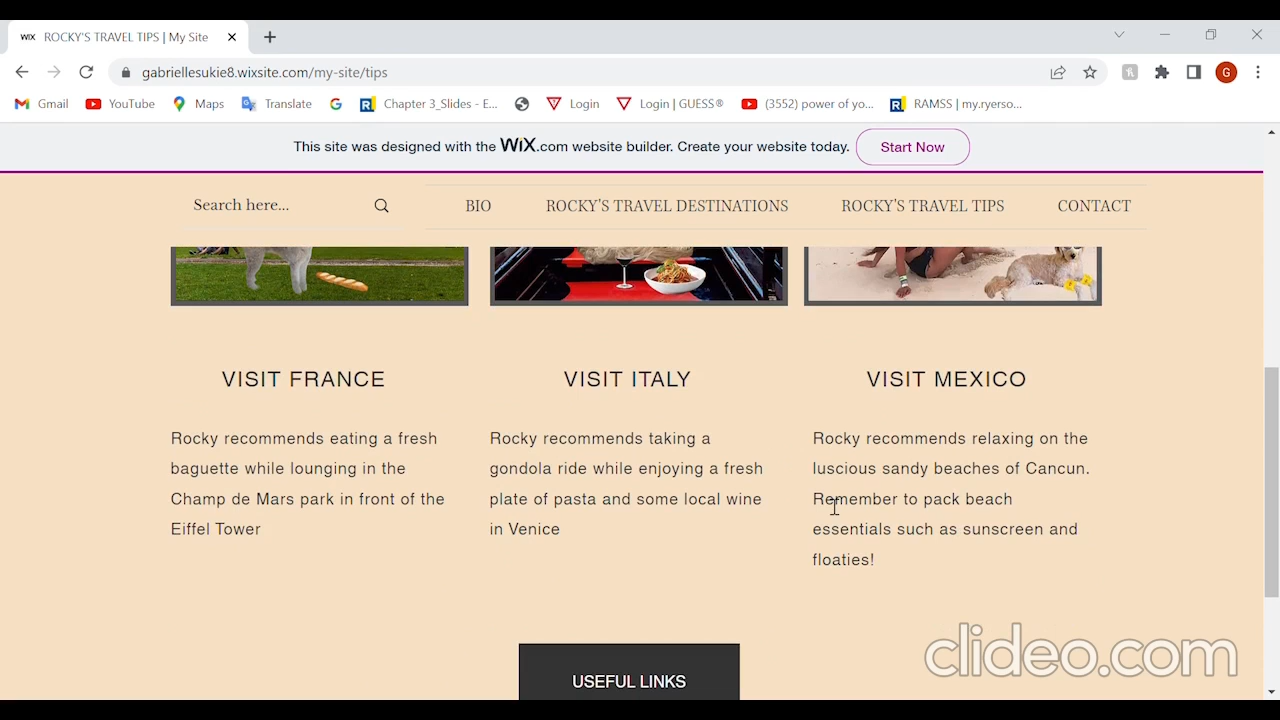 WIX ROCKY'S TRAVEL TIPS | My Site
gabriellesukie8.wixsite.com/my-site/tips
G
Gmail YouTube Maps Translate Chapter 3_Slides - E... Login Login | GUESS® (3552) power of yo... RAMSS | my.ryerso...
This site was designed with the WiX.com website builder. Create your website today. Start Now
Search here... BIO ROCKY'S TRAVEL DESTINATIONS ROCKY'S TRAVEL TIPS CONTACT
VISIT FRANCE
Rocky recommends eating a fresh
baguette while lounging in the
Champ de Mars park in front of the
Eiffel Tower
VISIT ITALY
Rocky recommends taking a
gondola ride while enjoying a fresh
plate of pasta and some local wine
in Venice
VISIT MEXICO
Rocky recommends relaxing on the
luscious sandy beaches of Cancun.
Remember to pack beach
essentials such as sunscreen and
floaties!
USEFUL LINKS
clideo.com